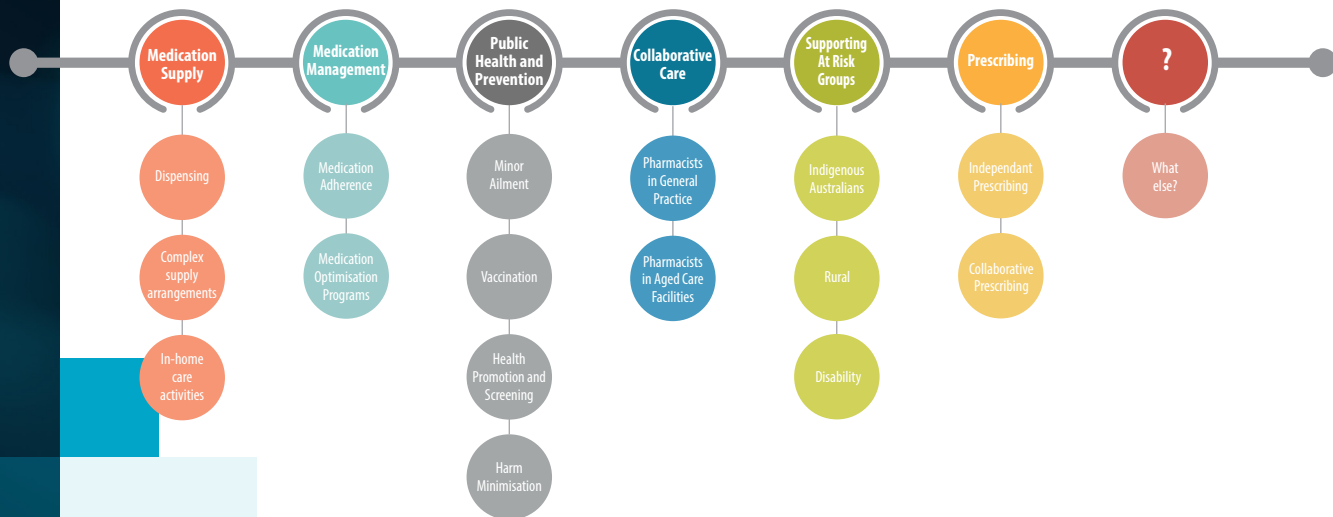 Medication
Supply
Medication
Management
Public
Health and
Prevention
Collaborative
Care
Supporting
At Risk
Groups
Prescribing
?
Dispensing
Complex
supply
arrangements
In-home
care
activities
Medication
Adherence
Medication
Optimisation
Programs
Minor
Ailment
Vaccination
Health
Promotion and
Screening
Harm
Minimisation
Pharmacists
in General
Practice
Pharmacists
in Aged Care
Facilities
Indigenous
Australians
Rural
Disability
Independant
Prescribing
Collaborative
Prescribing
What
else?